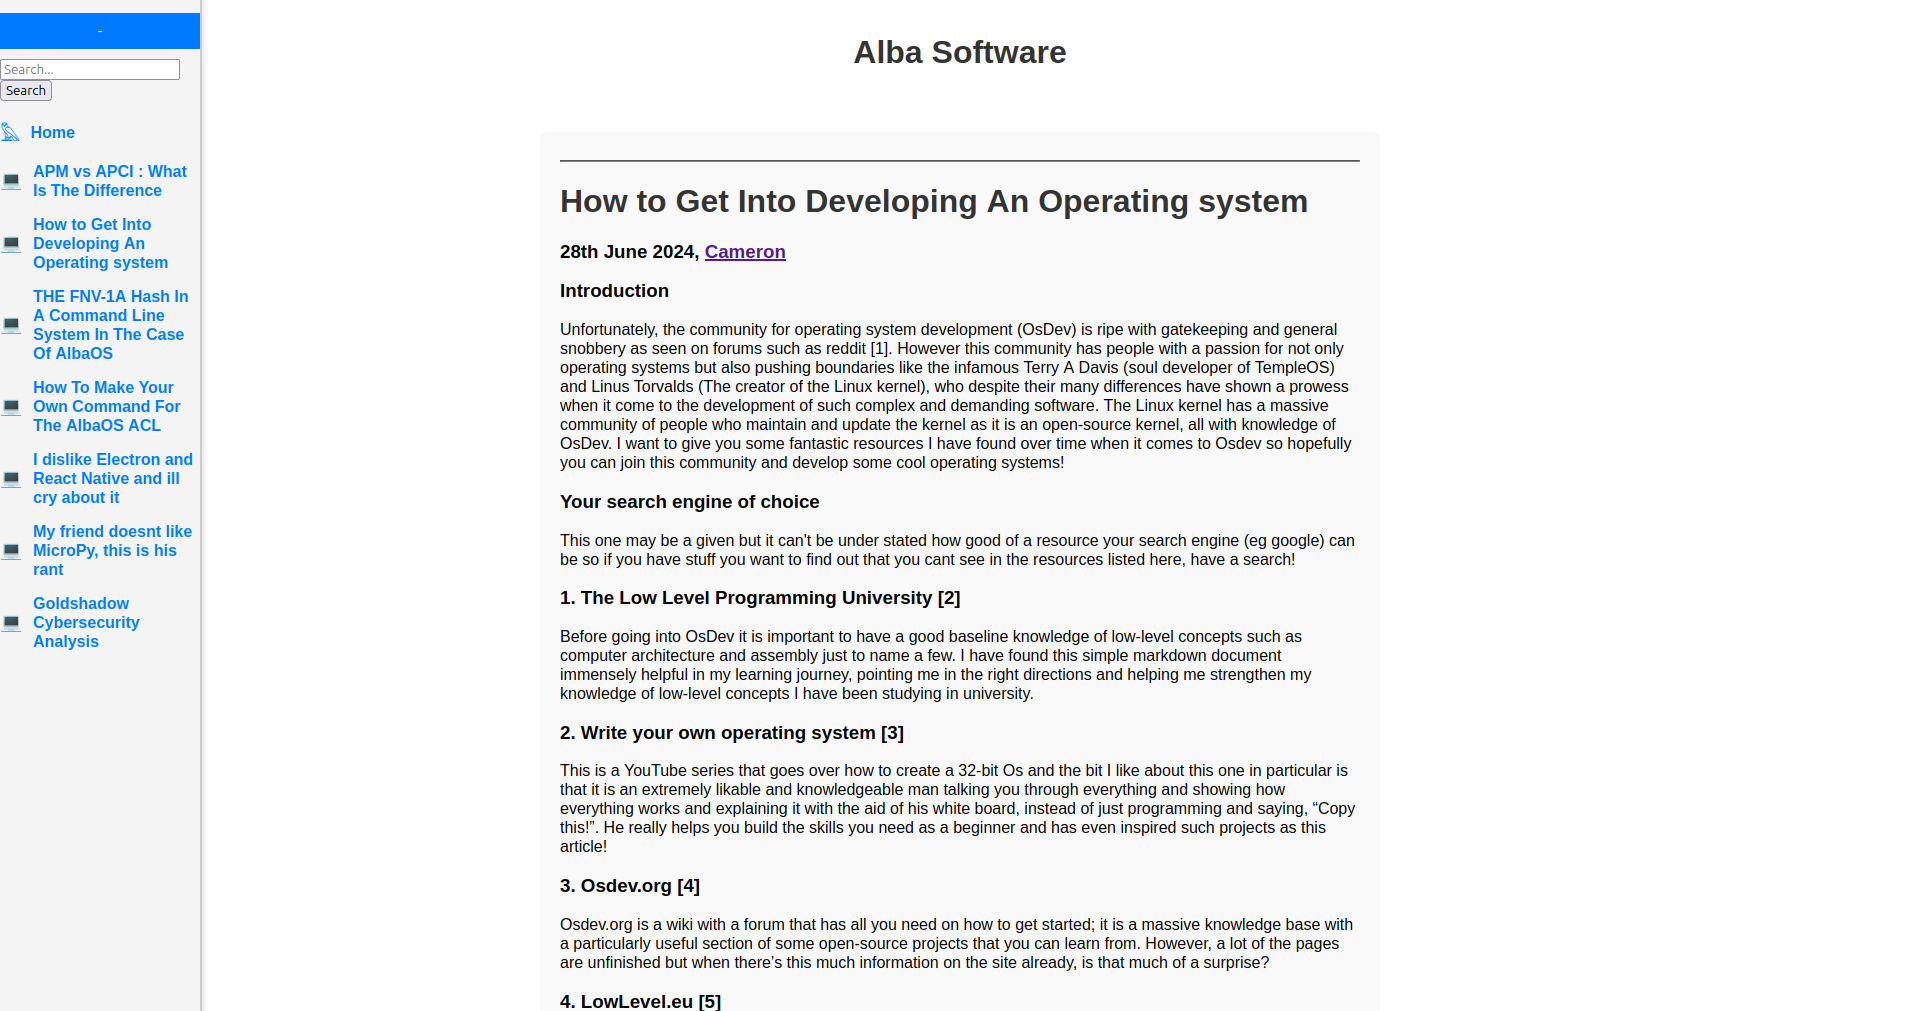 -
Search...
Search
Home
APM vs APCI : What
Is The Difference
How to Get Into
Developing An
Operating system
THE FNV-1A Hash In
A Command Line
System In The Case
Of AlbaOS
How To Make Your
Own Command For
The AlbaOS ACL
I dislike Electron and
React Native and ill
cry about it
My friend doesnt like
MicroPy, this is his
rant
Goldshadow
Cybersecurity
Analysis
Alba Software
How to Get Into Developing An Operating system
28th June 2024, Cameron
Introduction
Unfortunately, the community for operating system development (OsDev) is ripe with gatekeeping and general
snobbery as seen on forums such as reddit [1]. However this community has people with a passion for not only
operating systems but also pushing boundaries like the infamous Terry A Davis (soul developer of TempleOS)
and Linus Torvalds (The creator of the Linux kernel), who despite their many differences have shown a prowess
when it come to the development of such complex and demanding software. The Linux kernel has a massive
community of people who maintain and update the kernel as it is an open-source kernel, all with knowledge of
OsDev. I want to give you some fantastic resources I have found over time when it comes to Osdev so hopefully
you can join this community and develop some cool operating systems!
Your search engine of choice
This one may be a given but it can't be under stated how good of a resource your search engine (eg google) can
be so if you have stuff you want to find out that you cant see in the resources listed here, have a search!
1. The Low Level Programming University [2]
Before going into OsDev it is important to have a good baseline knowledge of low-level concepts such as
computer architecture and assembly just to name a few. I have found this simple markdown document
immensely helpful in my learning journey, pointing me in the right directions and helping me strengthen my
knowledge of low-level concepts I have been studying in university.
2. Write your own operating system [3]
This is a YouTube series that goes over how to create a 32-bit Os and the bit I like about this one in particular is
that it is an extremely likable and knowledgeable man talking you through everything and showing how
everything works and explaining it with the aid of his white board, instead of just programming and saying, “Copy
this!”. He really helps you build the skills you need as a beginner and has even inspired such projects as this
article!
3. Osdev.org [4]
Osdev.org is a wiki with a forum that has all you need on how to get started; it is a massive knowledge base with
a particularly useful section of some open-source projects that you can learn from. However, a lot of the pages
are unfinished but when there’s this much information on the site already, is that much of a surprise?
4. LowLevel.eu [5]